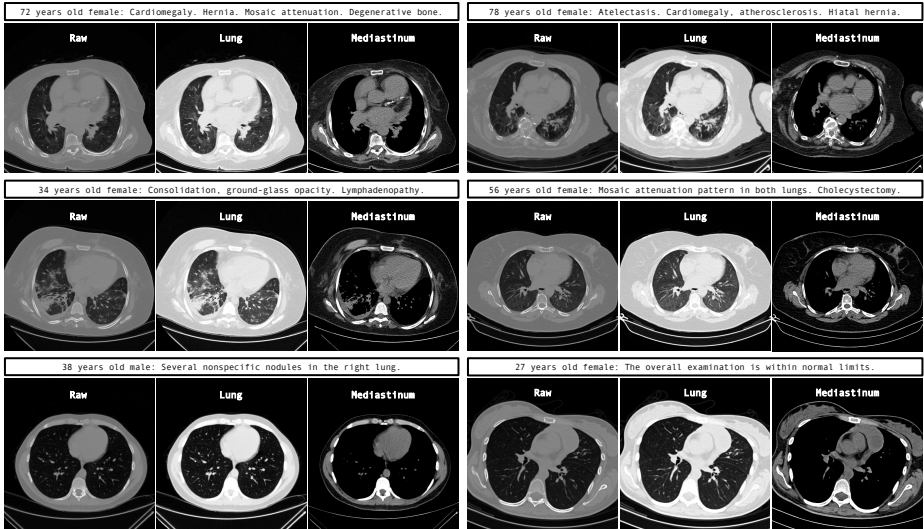 72 years old female: Cardiomegaly. Hernia. Mosaic attenuation. Degenerative bone.
Raw
Lung
Mediastinum
78 years old female: Atelectasis. Cardiomegaly, atherosclerosis. Hiatal hernia.
Raw
Lung
Mediastinum
34 years old female: Consolidation, ground-glass opacity. Lymphadenopathy.
Raw
Lung
Mediastinum
56 years old female: Mosaic attenuation pattern in both lungs. Cholecystectomy.
Raw
Lung
Mediastinum
38 years old male: Several nonspecific nodules in the right lung.
Raw
Lung
Mediastinum
27 years old female: The overall examination is within normal limits.
Raw
Lung
Mediastinum